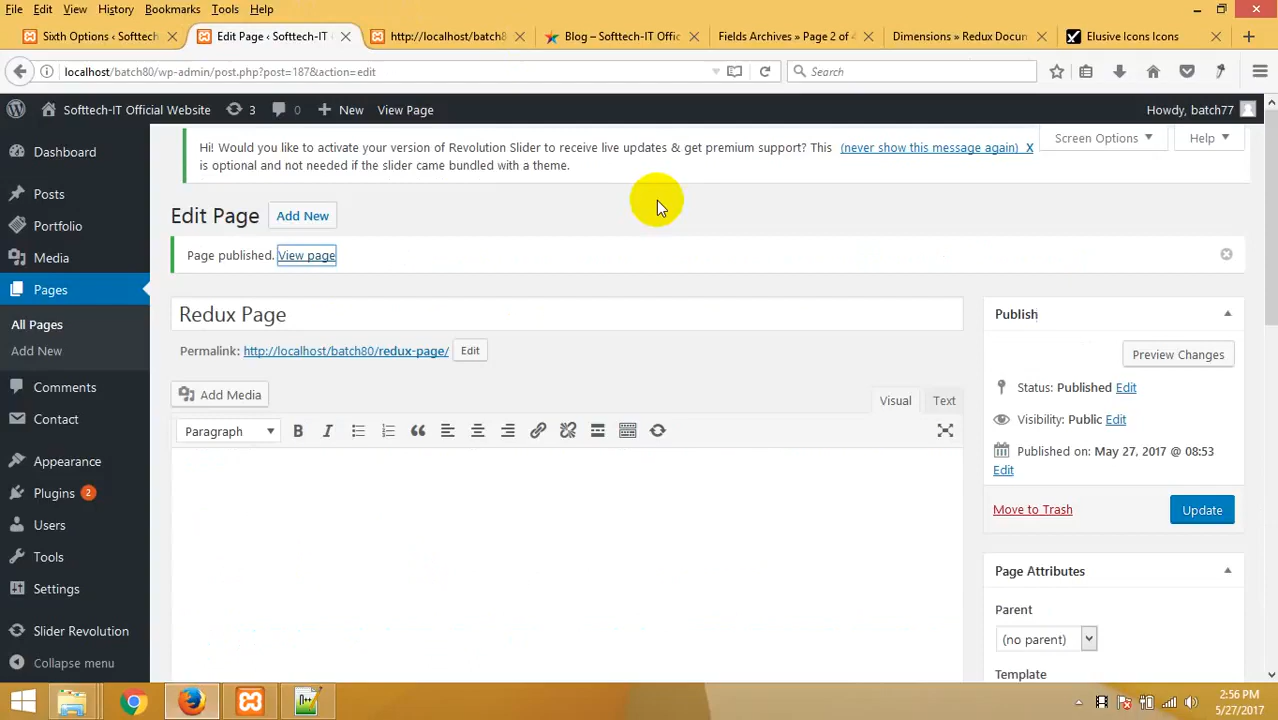 File Edit View History Bookmarks Tools Help
Sixth Options ‹ Softtech
Edit Page ‹ Softtech-IT
http://localhost/batch8
Blog – Softtech-IT Offic
Fields Archives » Page 2 of 4
Dimensions » Redux Docun
Elusive Icons Icons
localhost/batch80/wp-admin/post.php?post=187&action=edit
Search
Softtech-IT Official Website 3 0 New View Page
Howdy, batch77
Dashboard
Posts
Portfolio
Media
Pages
All Pages
Add New
Comments
Contact
Appearance
Plugins 2
Users
Tools
Settings
Slider Revolution
Collapse menu
Screen Options
Help
Hi! Would you like to activate your version of Revolution Slider to receive live updates & get premium support? This (never show this message again) X
is optional and not needed if the slider came bundled with a theme.
Edit Page Add New
Page published. View page
Redux Page
Permalink: http://localhost/batch80/redux-page/ Edit
Add Media
Visual Text
Paragraph
B I
Publish
Preview Changes
Status: Published Edit
Visibility: Public Edit
Published on: May 27, 2017 @ 08:53
Edit
Move to Trash
Update
Page Attributes
Parent
(no parent)
Template
2:56 PM
5/27/2017